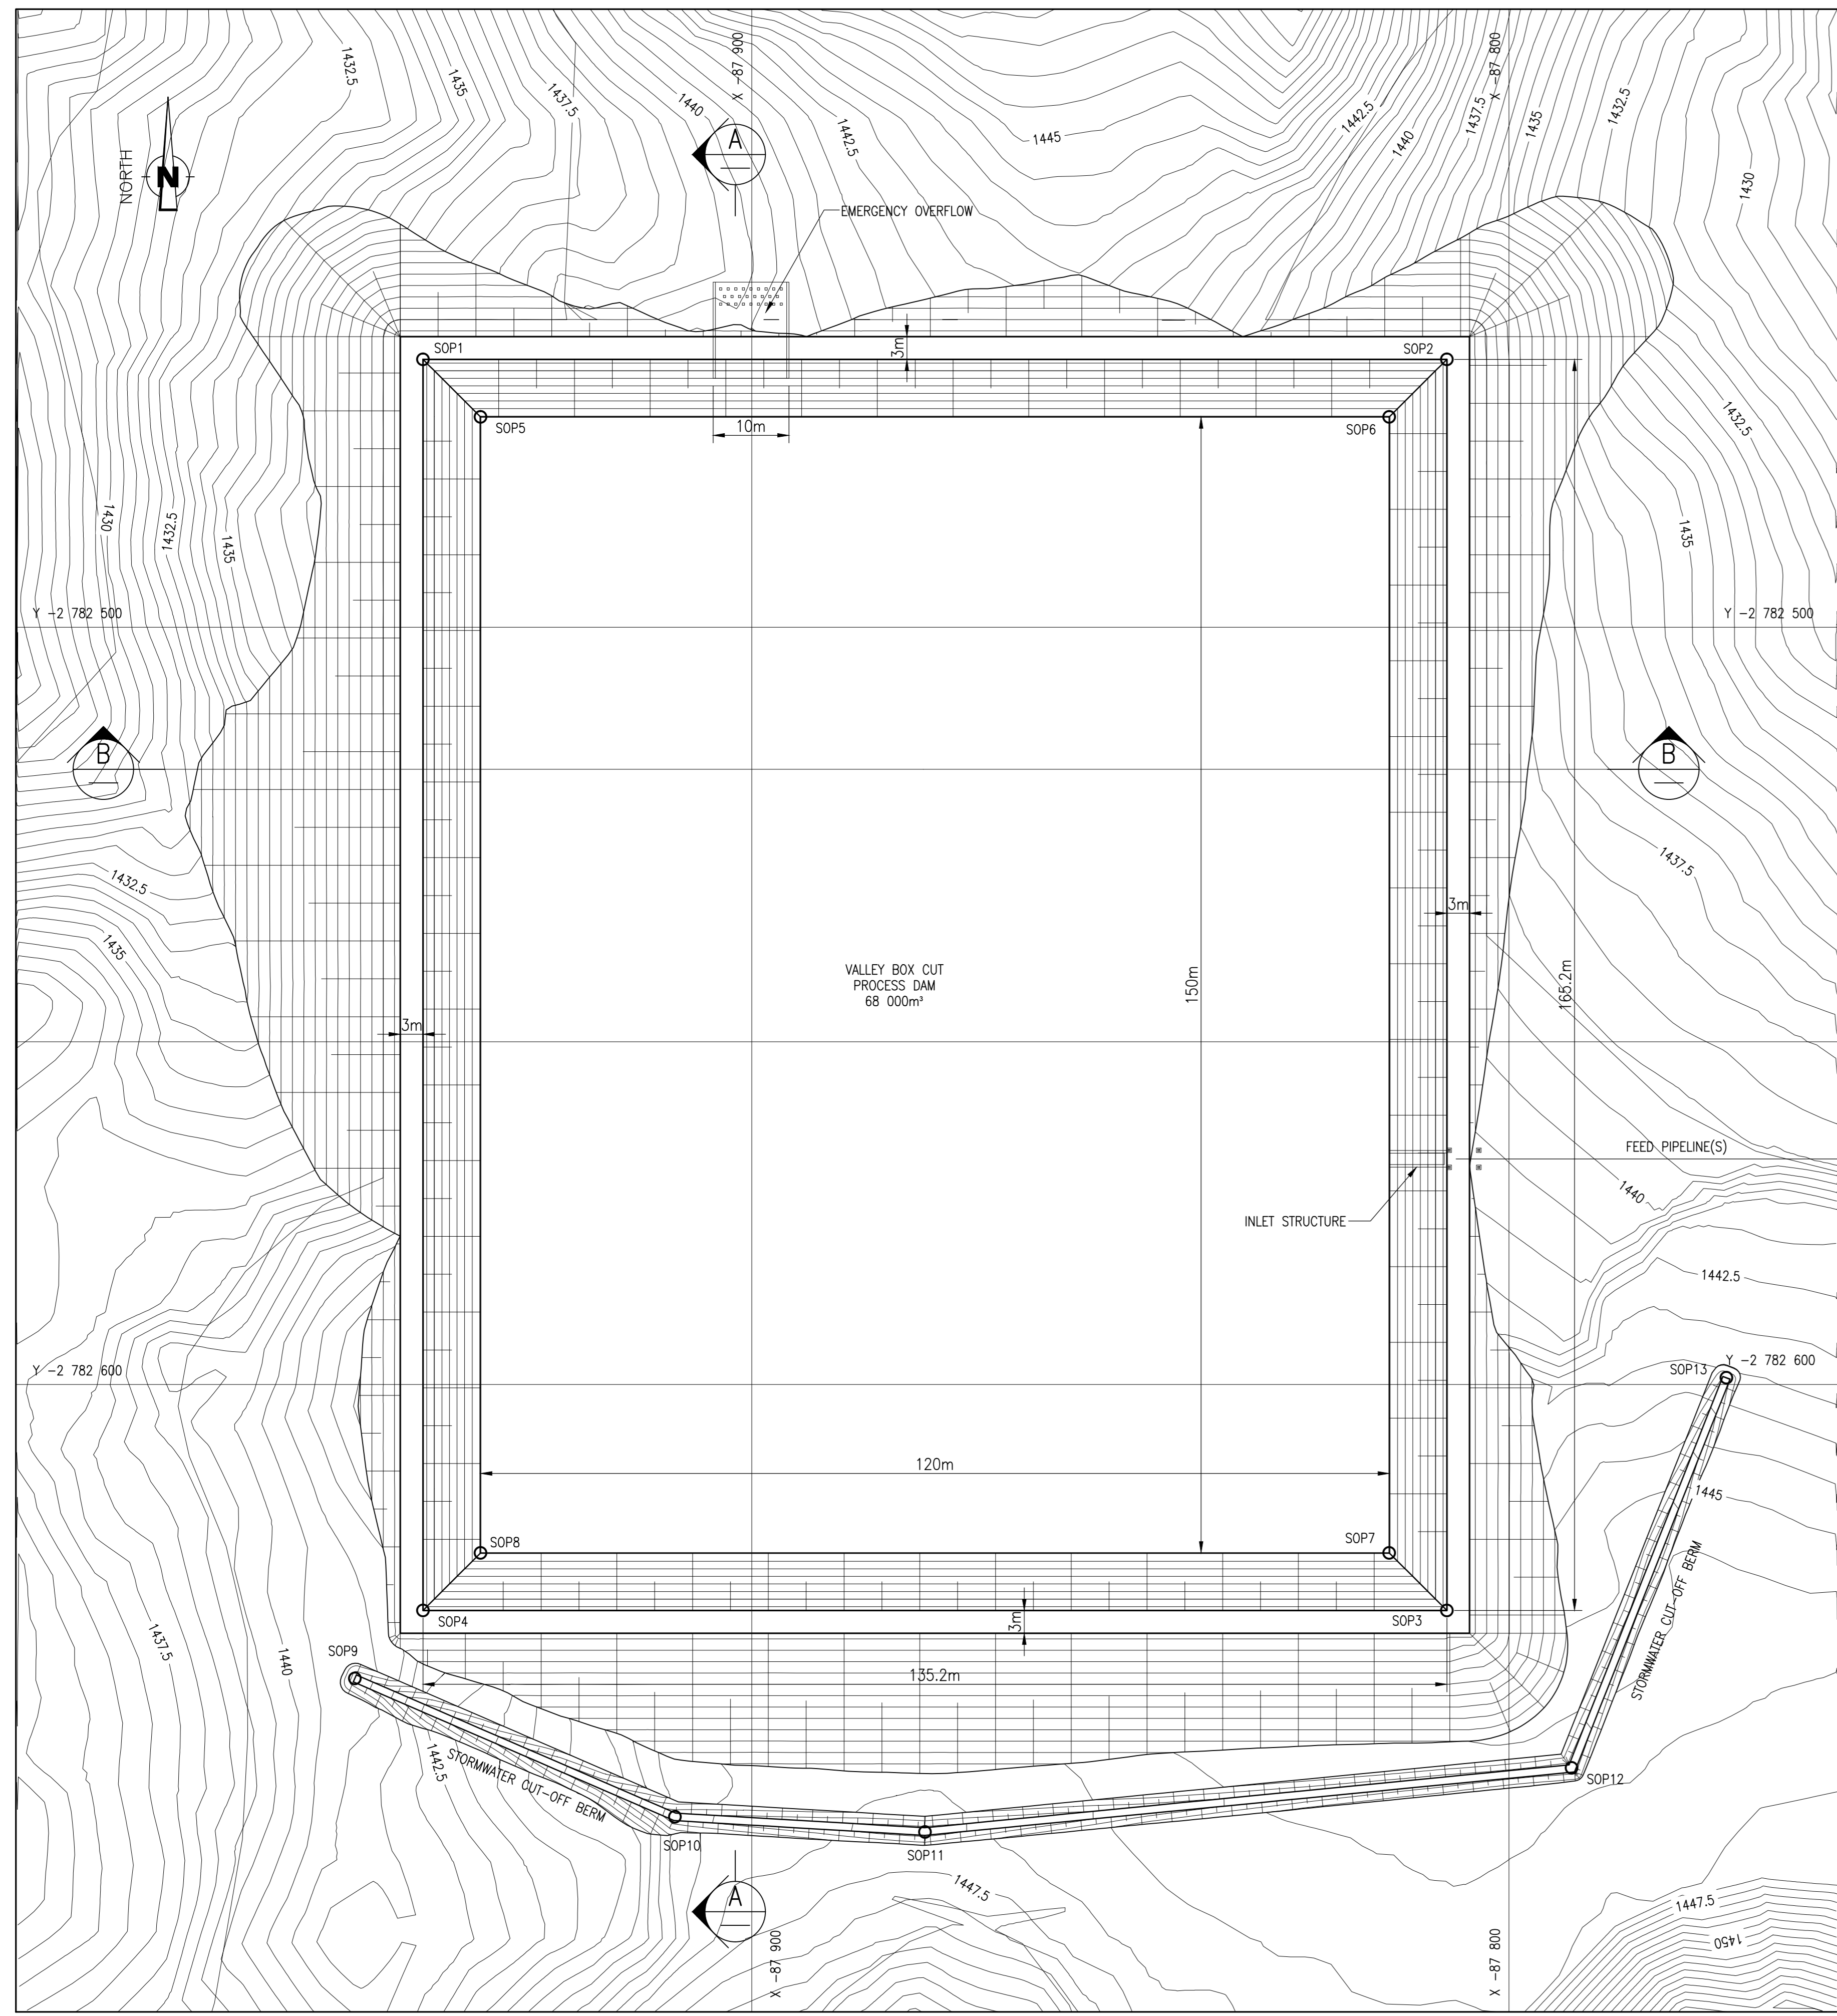 X -87 900
X -87 800
1432.5
1435
1437.5
1440
1442.5
1445
1442.5
1440
1437.5
1435
1432.5
1430
NORTH
N
A
EMERGENCY OVERFLOW
SOP1
3m
SOP2
SOP5
10m
SOP6
1432.5
1430
1432.5
1435
1435
Y -2 782 500
Y -2 782 500
B
B
1432.5
1437.5
1435
3m
VALLEY BOX CUT
PROCESS DAM
68 000m³
150m
165.2m
3m
FEED PIPELINE(S)
1440
INLET STRUCTURE
1442.5
Y -2 782 600
SOP13
Y -2 782 600
120m
1445
SOP8
SOP7
STORMWATER CUT-OFF BERM
SOP4
3m
SOP3
1437.5
1440
SOP9
135.2m
1442.5
STORMWATER CUT-OFF BERM
SOP12
SOP10
SOP11
A
1447.5
1447.5
1450
X -87 900
X -87 800